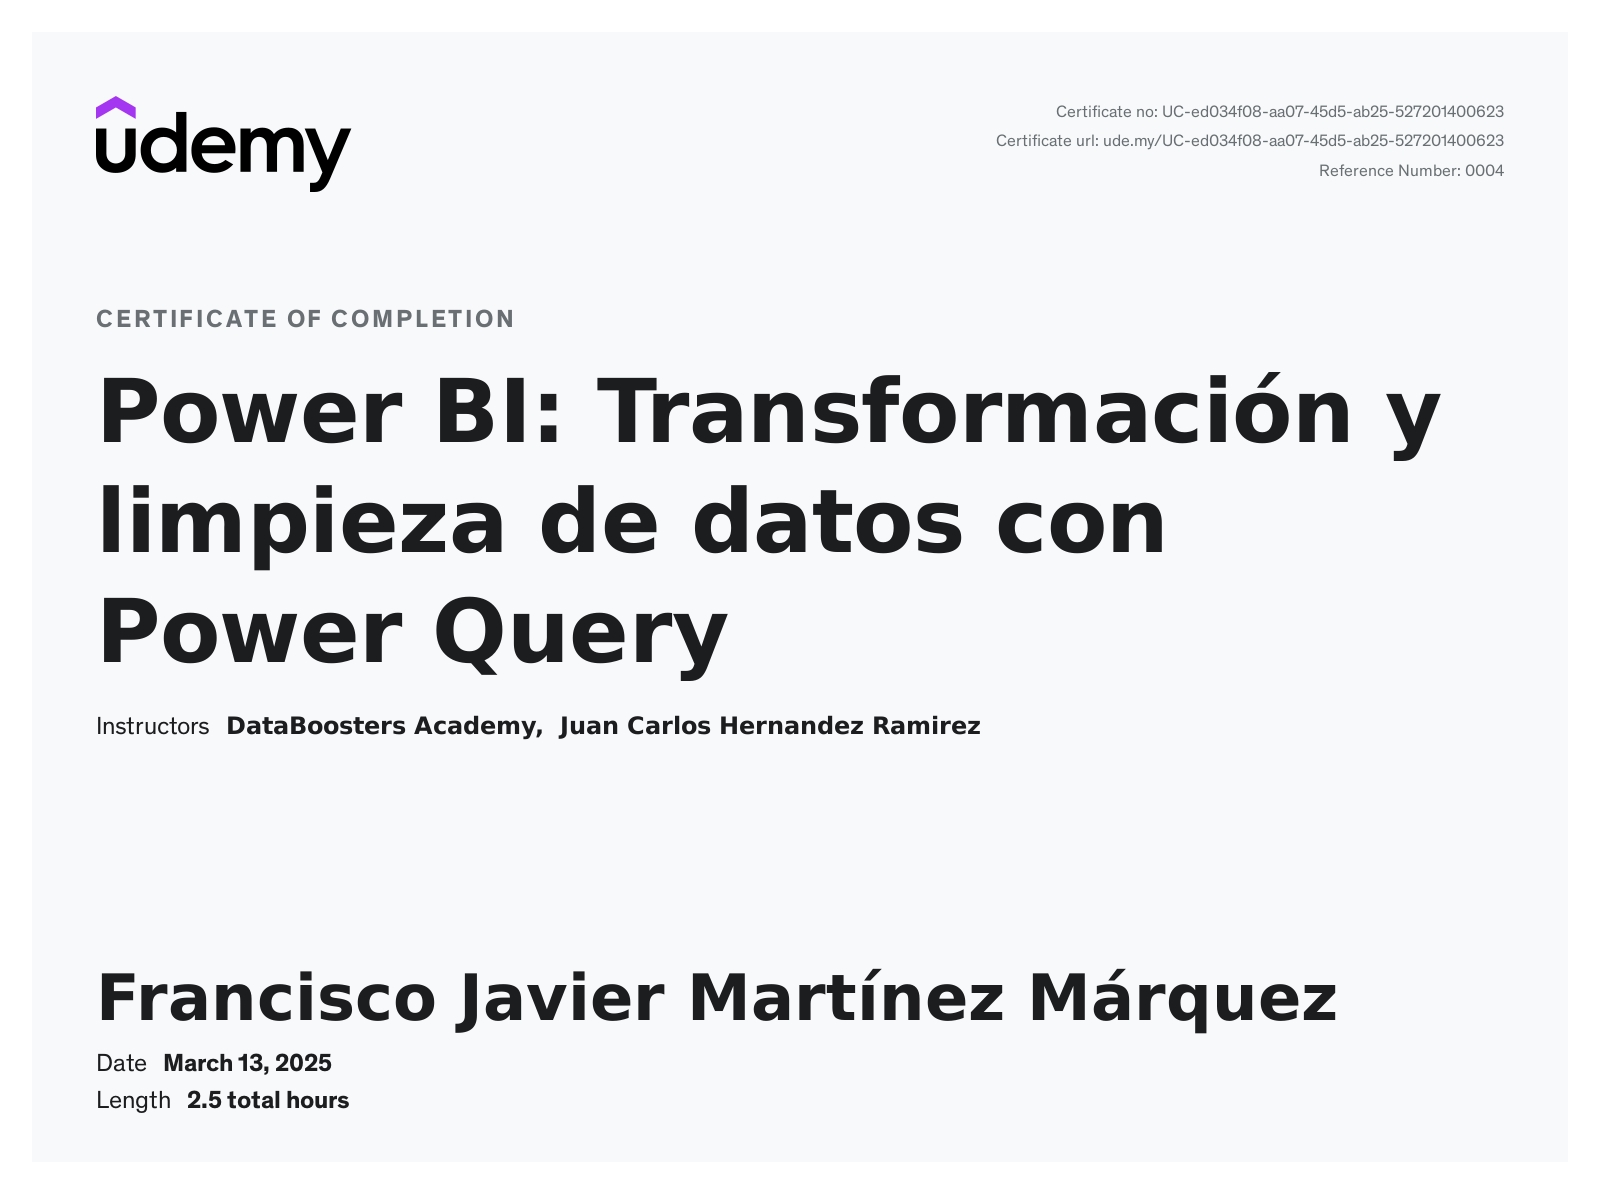 udemy
Certificate no: UC-ed034f08-aa07-45d5-ab25-527201400623
Certificate url: ude.my/UC-ed034f08-aa07-45d5-ab25-527201400623
Reference Number: 0004
CERTIFICATE OF COMPLETION
Power BI: Transformación y
limpieza de datos con
Power Query
Instructors DataBoosters Academy, Juan Carlos Hernandez Ramirez
Francisco Javier Martínez Márquez
Date March 13, 2025
Length 2.5 total hours